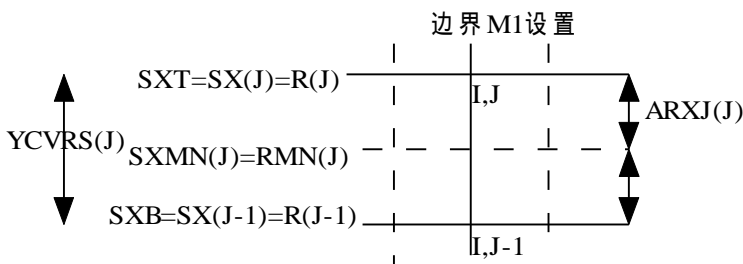 边界M1设置
SXT=SX(J)=R(J)
I,J
ARXJ(J)
YCVRS(J)
SXMN(J)=RMN(J)
SXB=SX(J-1)=R(J-1)
I,J-1